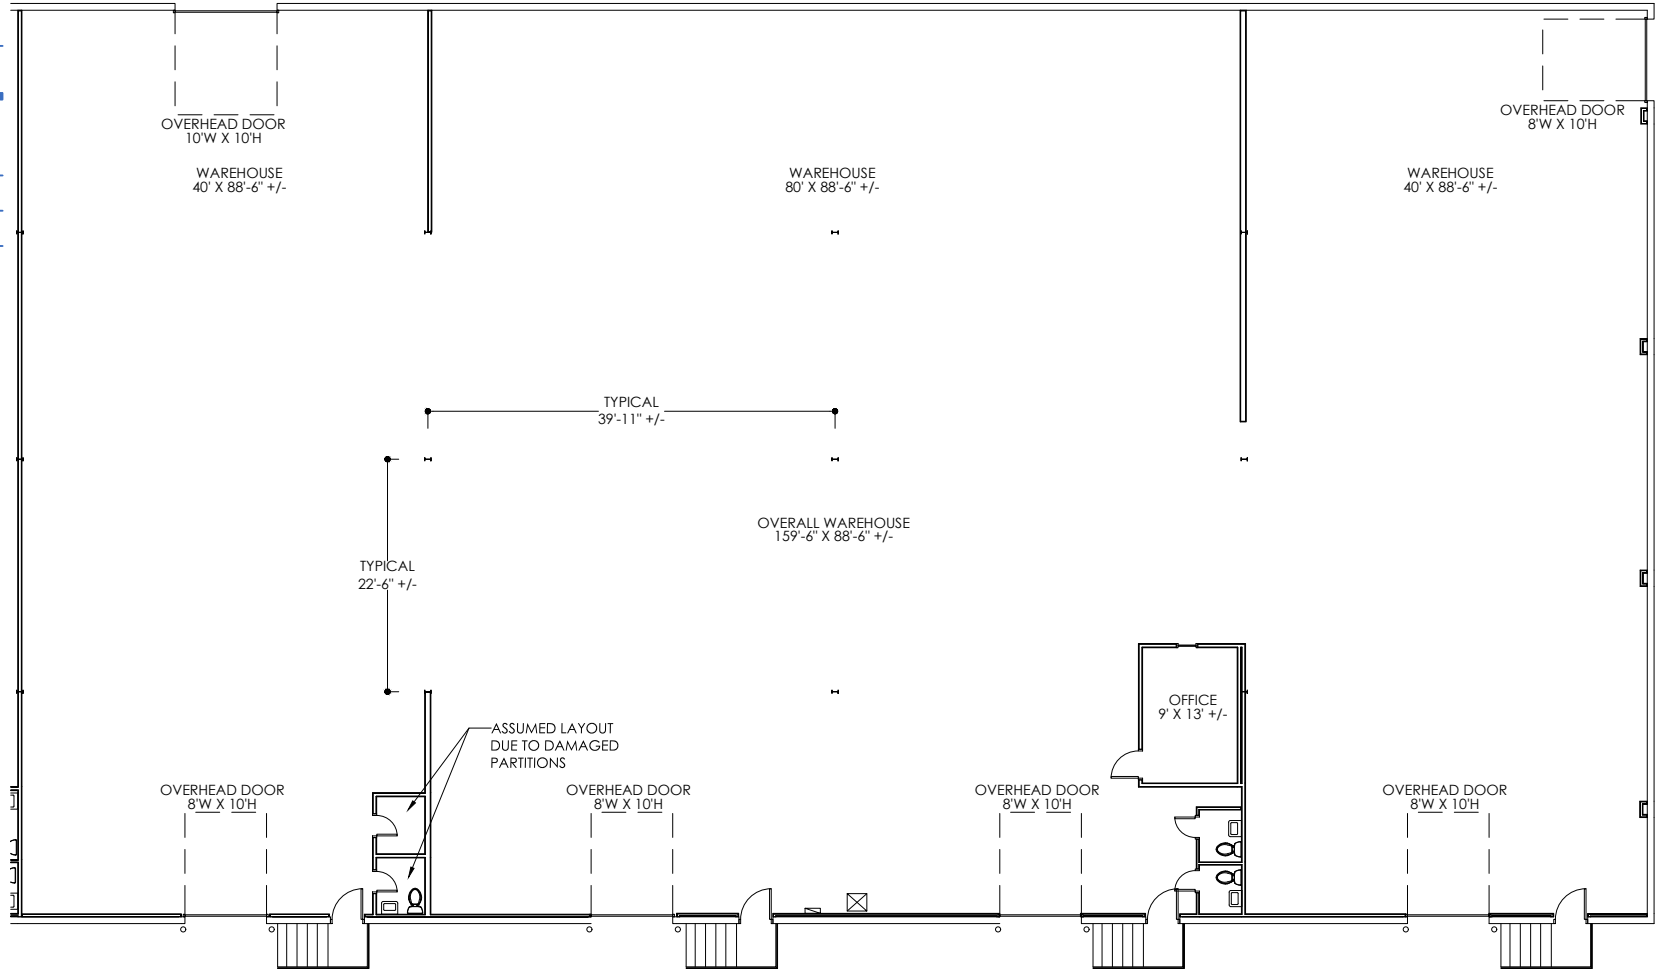 OVERHEAD DOOR
10'W X 10'H
OVERHEAD DOOR
8'W X 10'H
WAREHOUSE
40' X 88'-6" +/-
WAREHOUSE
80' X 88'-6" +/-
WAREHOUSE
40' X 88'-6" +/-
TYPICAL
39'-11" +/-
OVERALL WAREHOUSE
159'-6" X 88'-6" +/-
TYPICAL
22'-6" +/-
OFFICE
9' X 13' +/-
ASSUMED LAYOUT
DUE TO DAMAGED
PARTITIONS
OVERHEAD DOOR
8'W X 10'H
OVERHEAD DOOR
8'W X 10'H
OVERHEAD DOOR
8'W X 10'H
OVERHEAD DOOR
8'W X 10'H